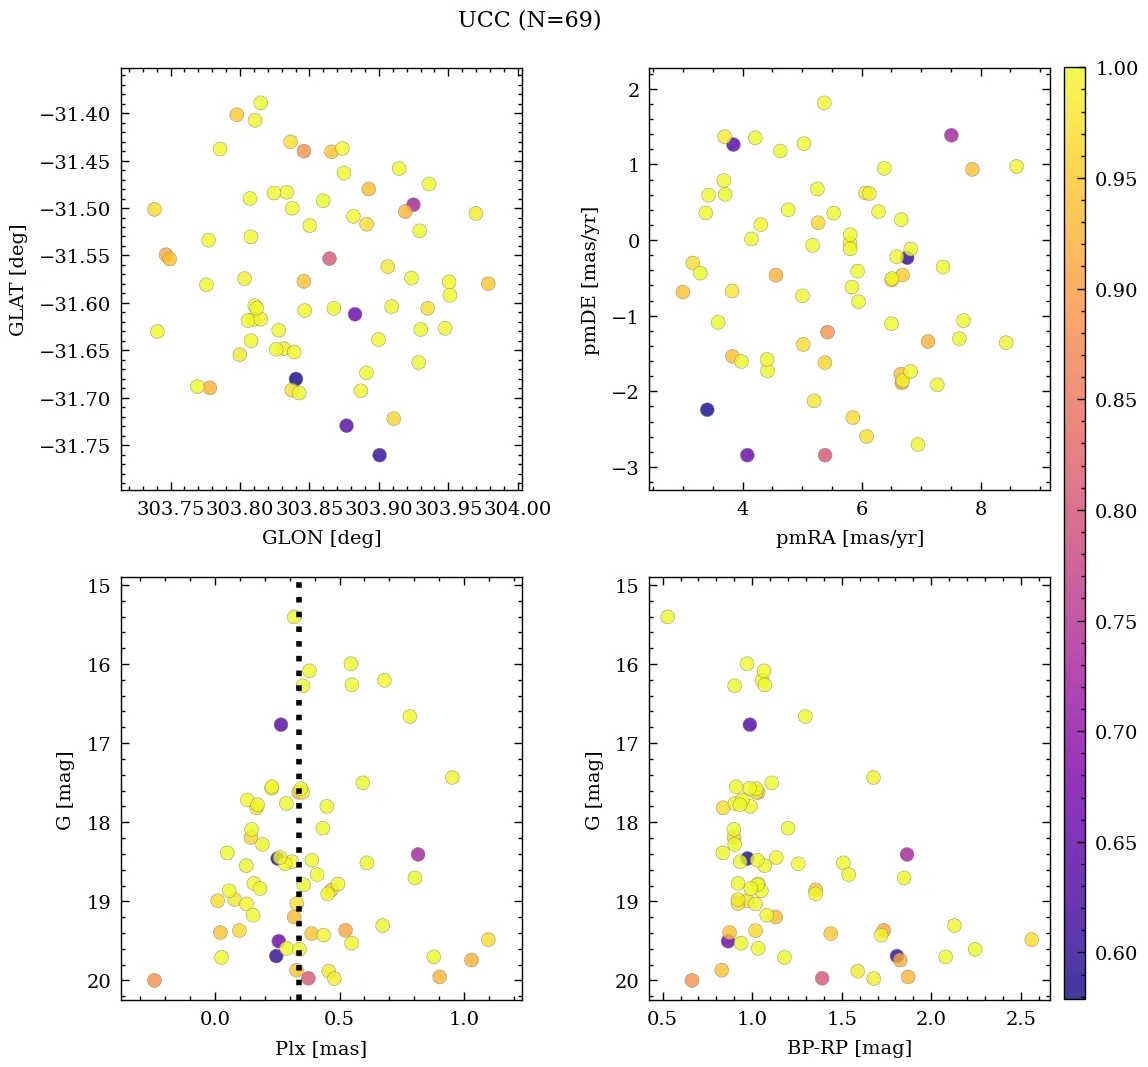 UCC (N=69)
−31.40
−31.45
−31.50
−31.55
−31.60
−31.65
−31.70
−31.75
GLAT [deg]
303.75 303.80 303.85 303.90 303.95 304.00
GLON [deg]
2
1
0
−1
−2
−3
pmDE [mas/yr]
4 6 8
pmRA [mas/yr]
1.00
0.95
0.90
0.85
0.80
0.75
0.70
0.65
0.60
15
16
17
18
19
20
G [mag]
0.0 0.5 1.0
Plx [mas]
15
16
17
18
19
20
G [mag]
0.5 1.0 1.5 2.0 2.5
BP-RP [mag]